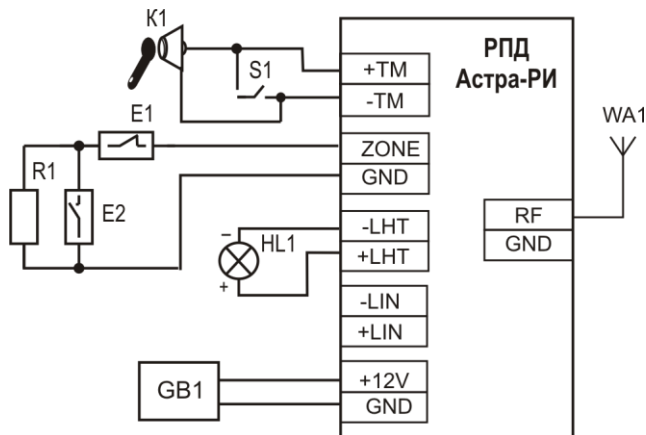 K1
S1
E1
R1
E2
HL1
–
+
GB1
РПД
Астра-РИ
+TM
-TM
ZONE
GND
-LHT
+LHT
-LIN
+LIN
+12V
GND
RF
GND
WA1